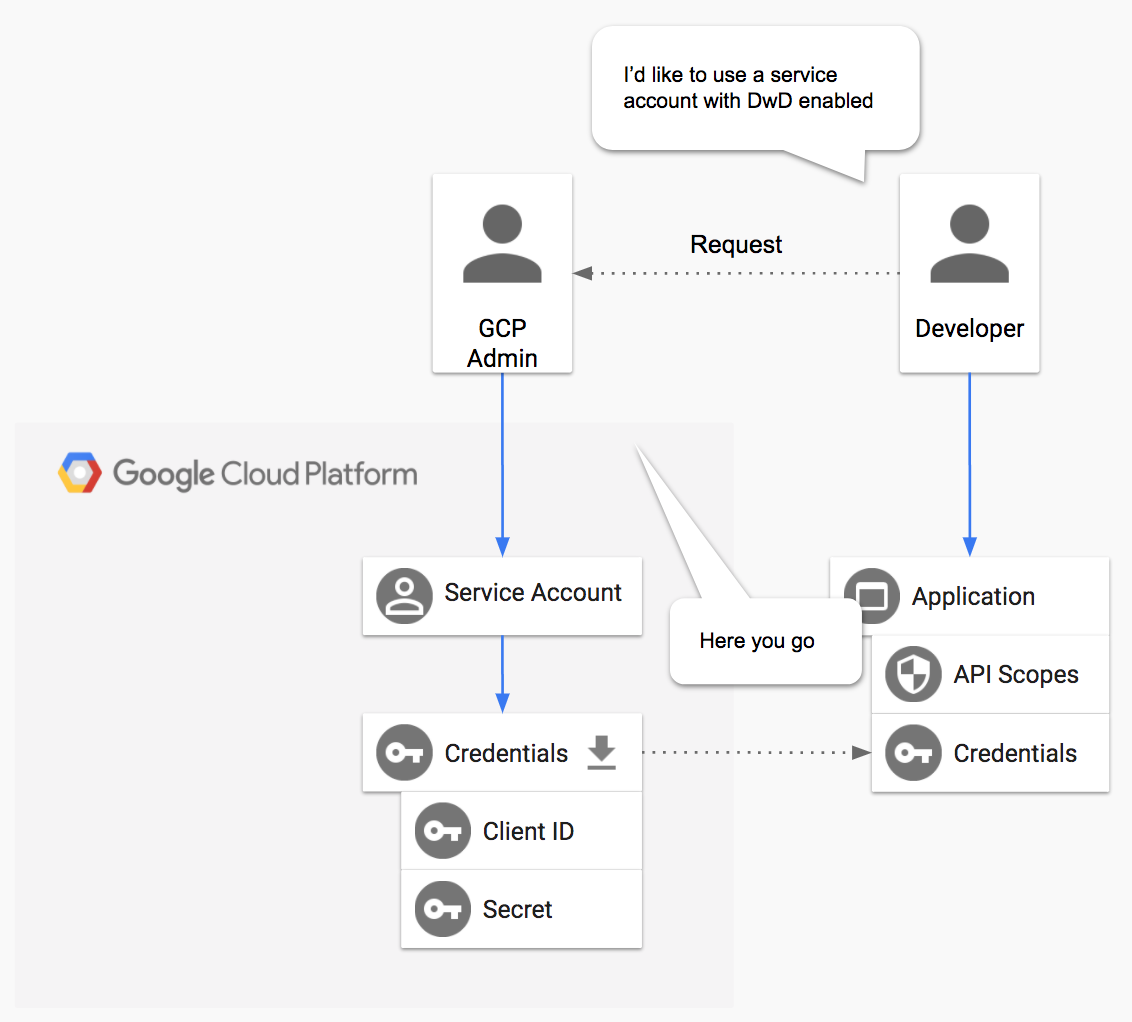 I’d like to use a service
account with DwD enabled
Request
GCP
Admin
Developer
Google Cloud Platform
Service Account
Application
Here you go
API Scopes
Credentials
Credentials
Client ID
Secret